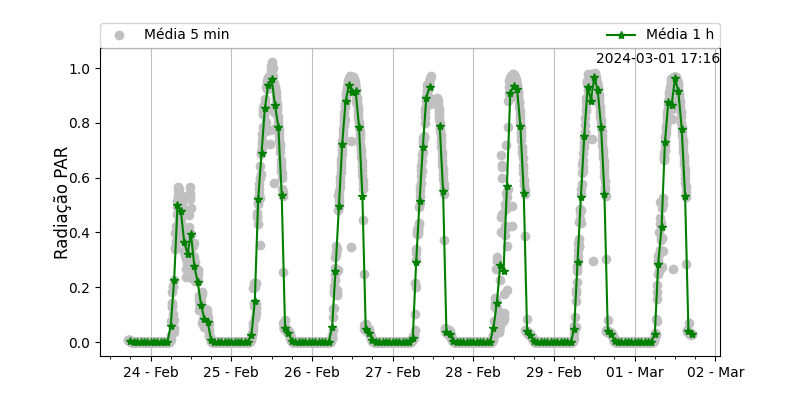 Média 5 min
Média 1 h
2024-03-01 17:16
Radiação PAR
1.0
0.8
0.6
0.4
0.2
0.0
24 - Feb
25 - Feb
26 - Feb
27 - Feb
28 - Feb
29 - Feb
01 - Mar
02 - Mar